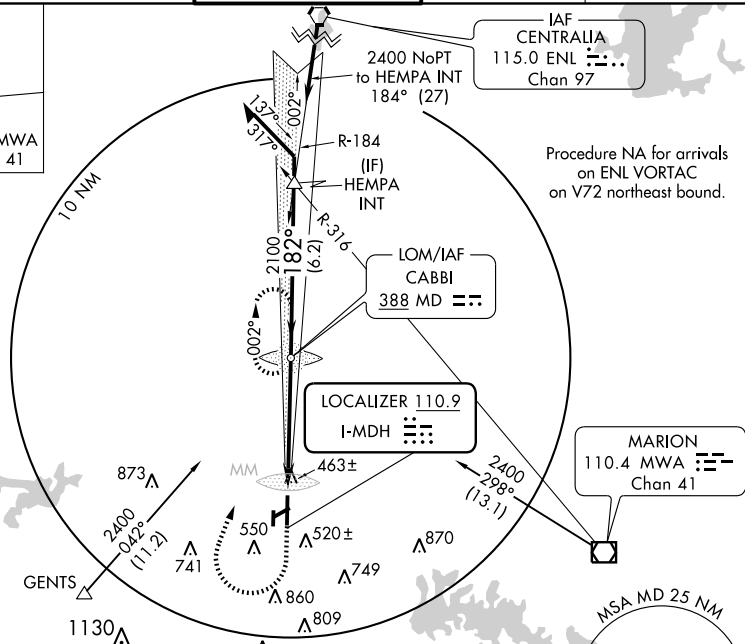 IAF
CENTRALIA
115.0 ENL
Chan 97
2400 NoPT
to HEMPA INT
184° (27)
MWA
41
10 NM
137°
317°
002°
R-184
(IF)
HEMPA
INT
Procedure NA for arrivals
on ENL VORTAC
on V72 northeast bound.
R-316
2100
182°
(6.2)
LOM/IAF
CABBI
388 MD
002°
LOCALIZER 110.9
I-MDH
MM
463±
873
2400
298°
(13.1)
MARION
110.4 MWA
Chan 41
2400
042°
(11.2)
GENTS
550
520±
870
741
749
860
809
1130
MSA MD 25 NM